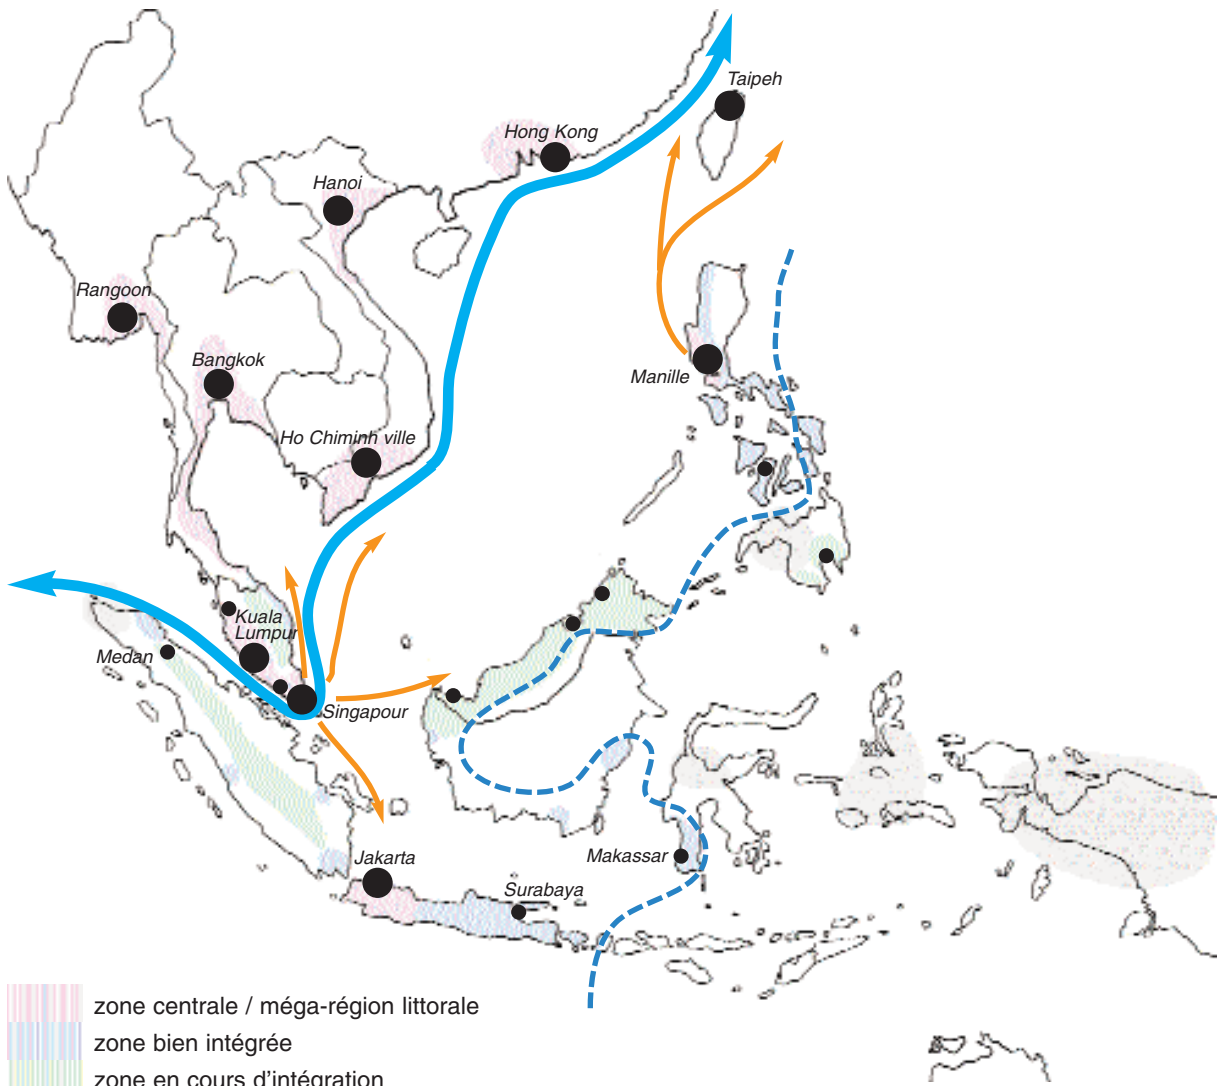 Taipeh
Hong Kong
Hanoi
Rangoon
Bangkok
Manille
Ho Chiminh ville
Kuala
Lumpur
Medan
Singapour
Jakarta
Makassar
Surabaya
zone centrale / méga-région littorale
zone bien intégrée
zone en cours d'intégration